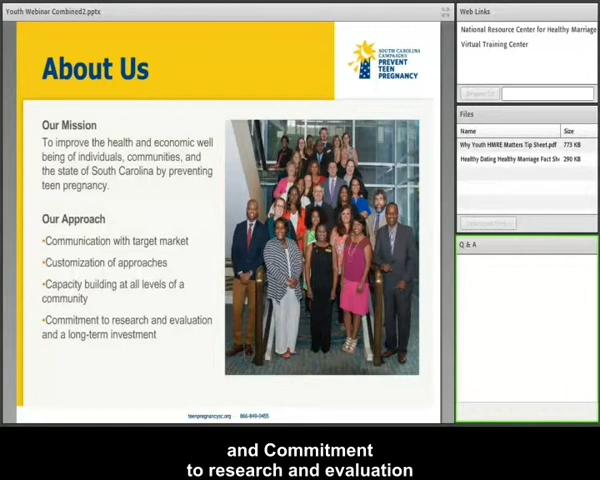 Youth Webinar Combined2.pptx
About Us
SOUTH CAROLINA
CAMPAIGN TO
PREVENT
TEEN
PREGNANCY
Our Mission
To improve the health and economic well
being of individuals, communities, and
the state of South Carolina by preventing
teen pregnancy.
Our Approach
•Communication with target market
•Customization of approaches
•Capacity building at all levels of a
community
•Commitment to research and evaluation
and a long-term investment
teenpregnancysc.org 866-849-0455
Web Links
National Resource Center for Healthy Marriage
Virtual Training Center
Files
Name Size
Why Youth HMRE Matters Tip Sheet.pdf 773 KB
Healthy Dating Healthy Marriage Fact She 290 KB
Q & A
and Commitment
to research and evaluation